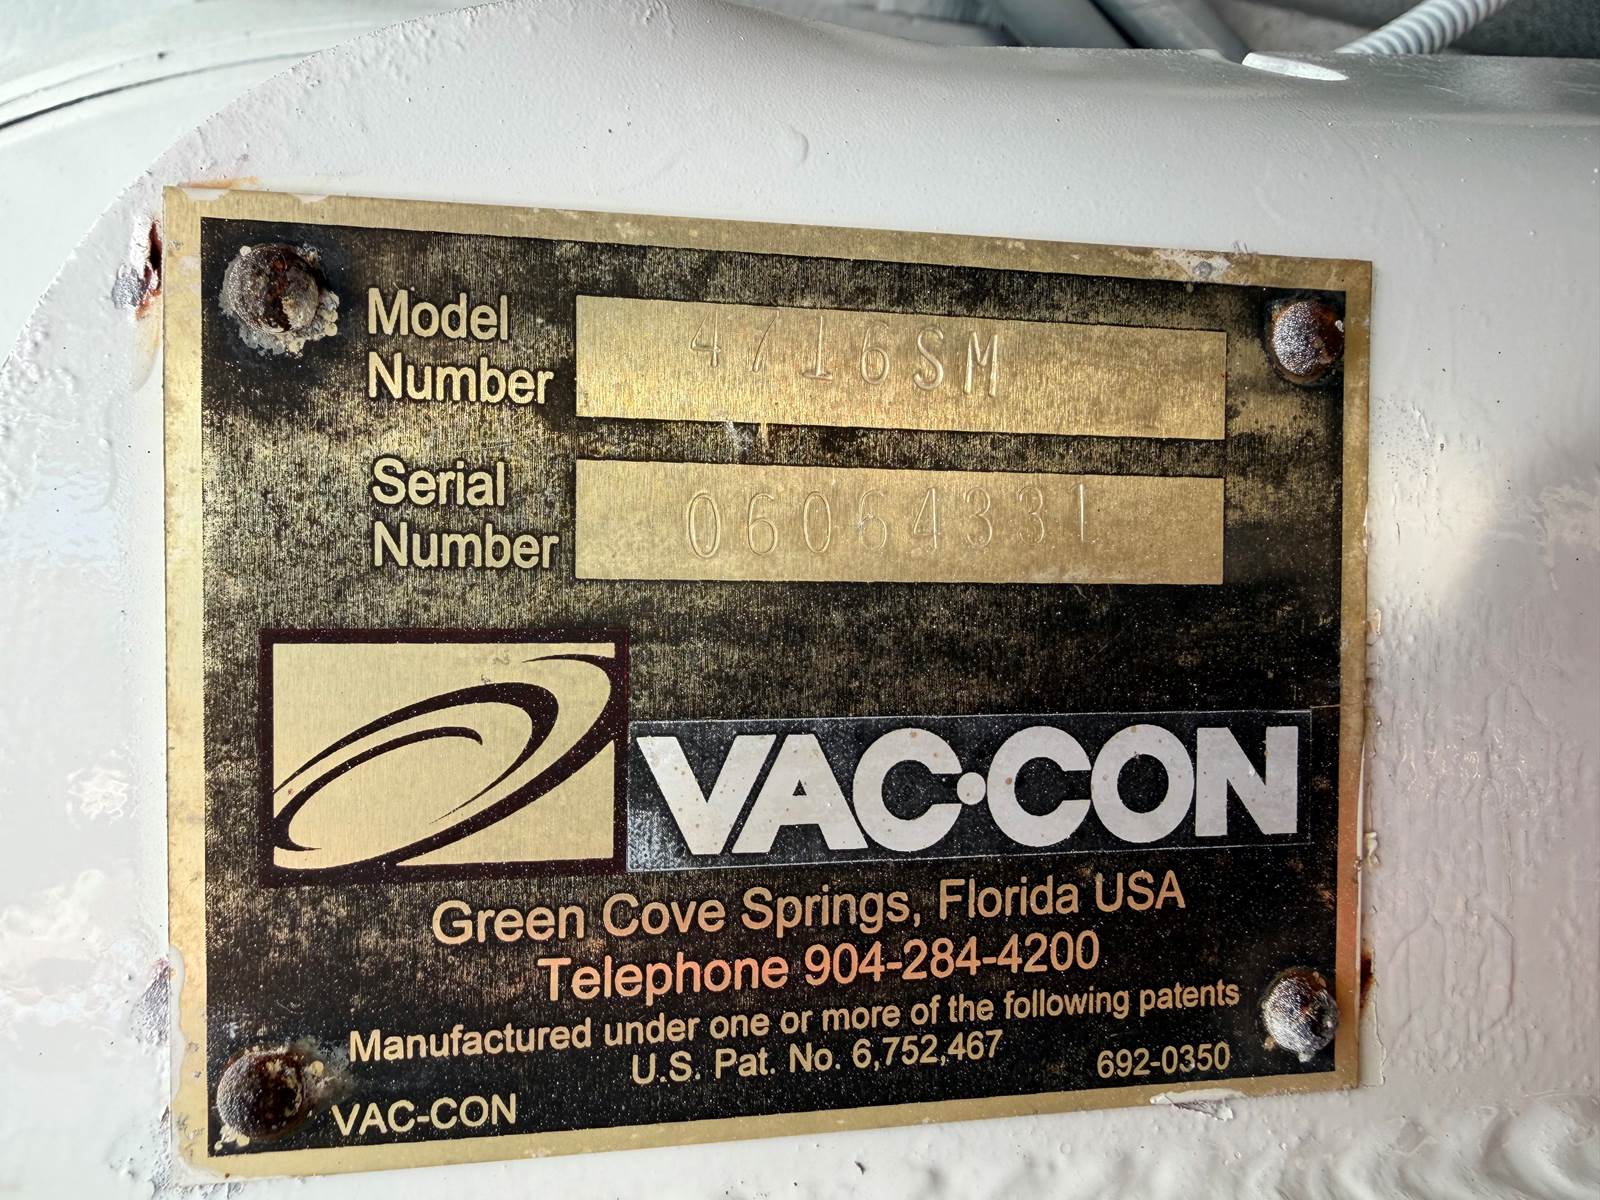 Model
Number
4716SM
Serial
Number
06064331
VAC·CON
Green Cove Springs, Florida USA
Telephone 904-284-4200
Manufactured under one or more of the following patents
U.S. Pat. No. 6,752,467
692-0350
VAC-CON